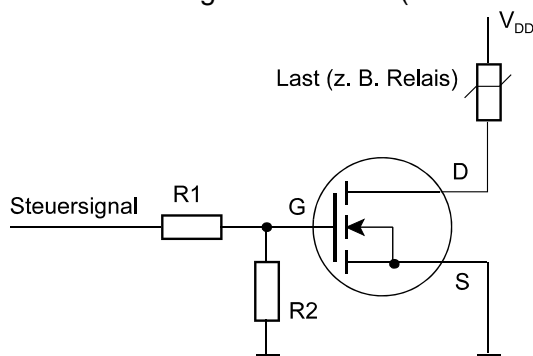 V_DD
Last (z. B. Relais)
D
Steuersignal
R1
G
R2
S